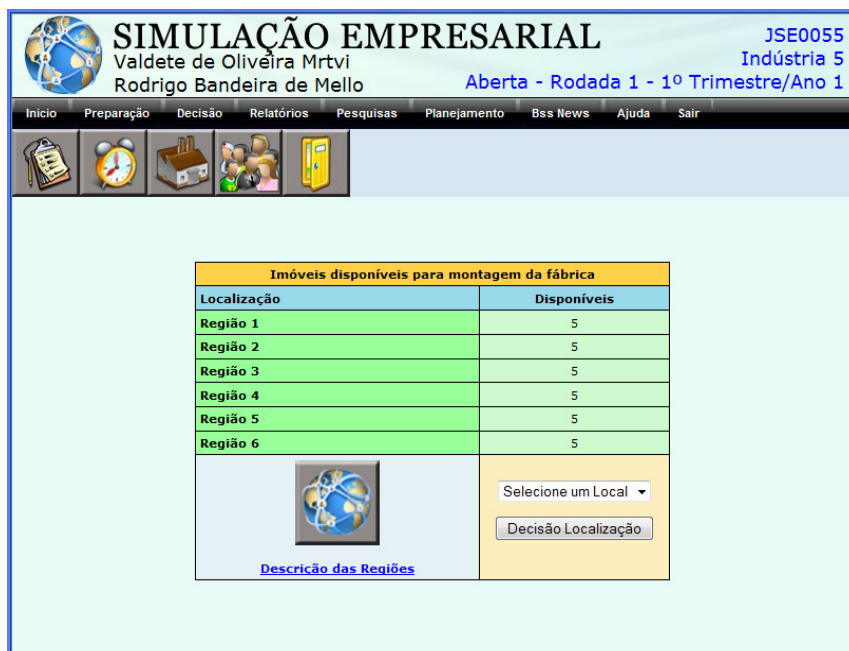 SIMULAÇÃO EMPRESARIAL
JSE0055
Valdete de Oliveira Mrtvi
Indústria 5
Rodrigo Bandeira de Mello
Aberta - Rodada 1 - 1º Trimestre/Ano 1
Inicio Preparação Decisão Relatórios Pesquisas Planejamento Bss News Ajuda Sair
Imóveis disponíveis para montagem da fábrica
Localização Disponíveis
Região 1 5
Região 2 5
Região 3 5
Região 4 5
Região 5 5
Região 6 5
Selecione um Local
Decisão Localização
Descrição das Regiões